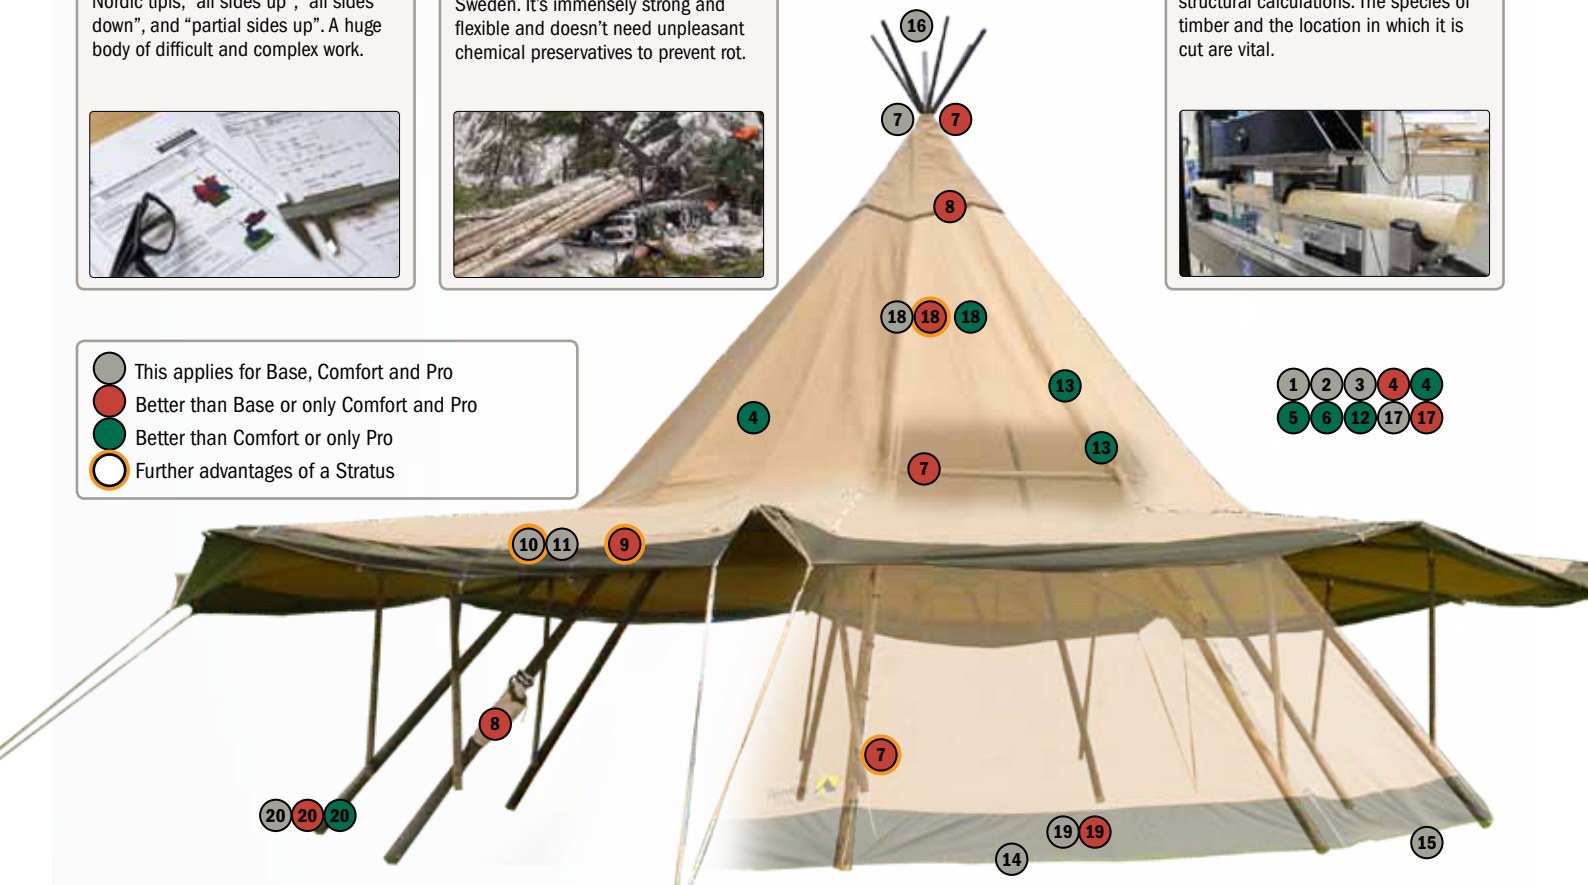 Nordic tipis, "all sides up", "all sides
down", and "partial sides up". A huge
body of difficult and complex work.
Sweden. It's immensely strong and
flexible and doesn't need unpleasant
chemical preservatives to prevent rot.
structural calculations. The species of
timber and the location in which it is
cut are vital.
16
7 7
8
18 18 18
This applies for Base, Comfort and Pro
Better than Base or only Comfort and Pro
Better than Comfort or only Pro
Further advantages of a Stratus
13
1 2 3 4 4
4
5 6 12 17 17
13
7
10 11 9
8
7
20 20 20
19 19
14
15